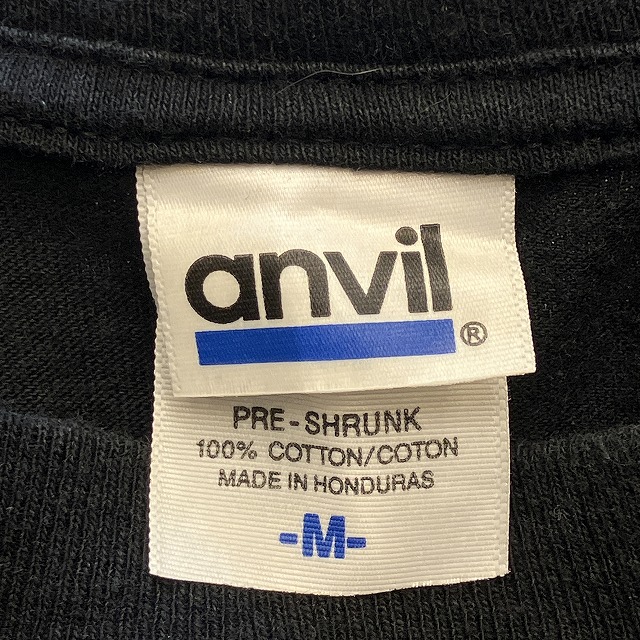 anvil®
PRE-SHRUNK
100% COTTON/COTON
MADE IN HONDURAS
-M-